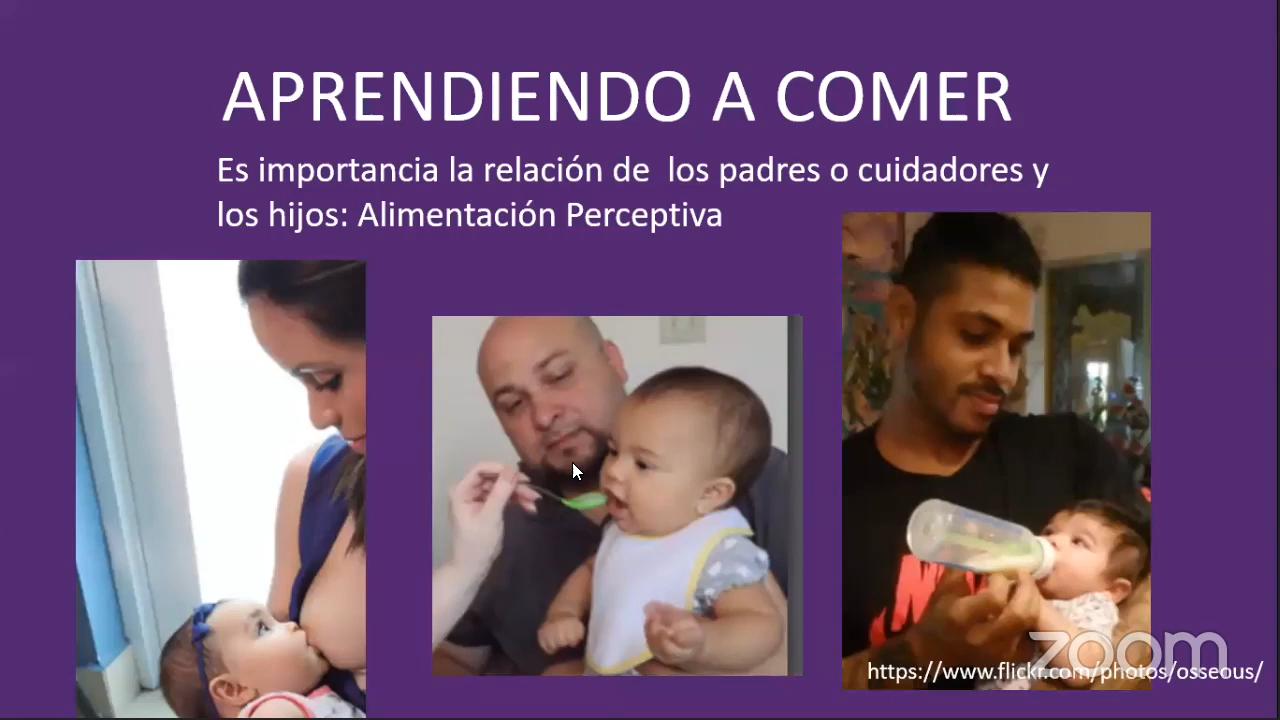 APRENDIENDO A COMER
Es importancia la relación de  los padres o cuidadores y
los hijos: Alimentación Perceptiva
zoom
https://www.flickr.com/photos/osseous/